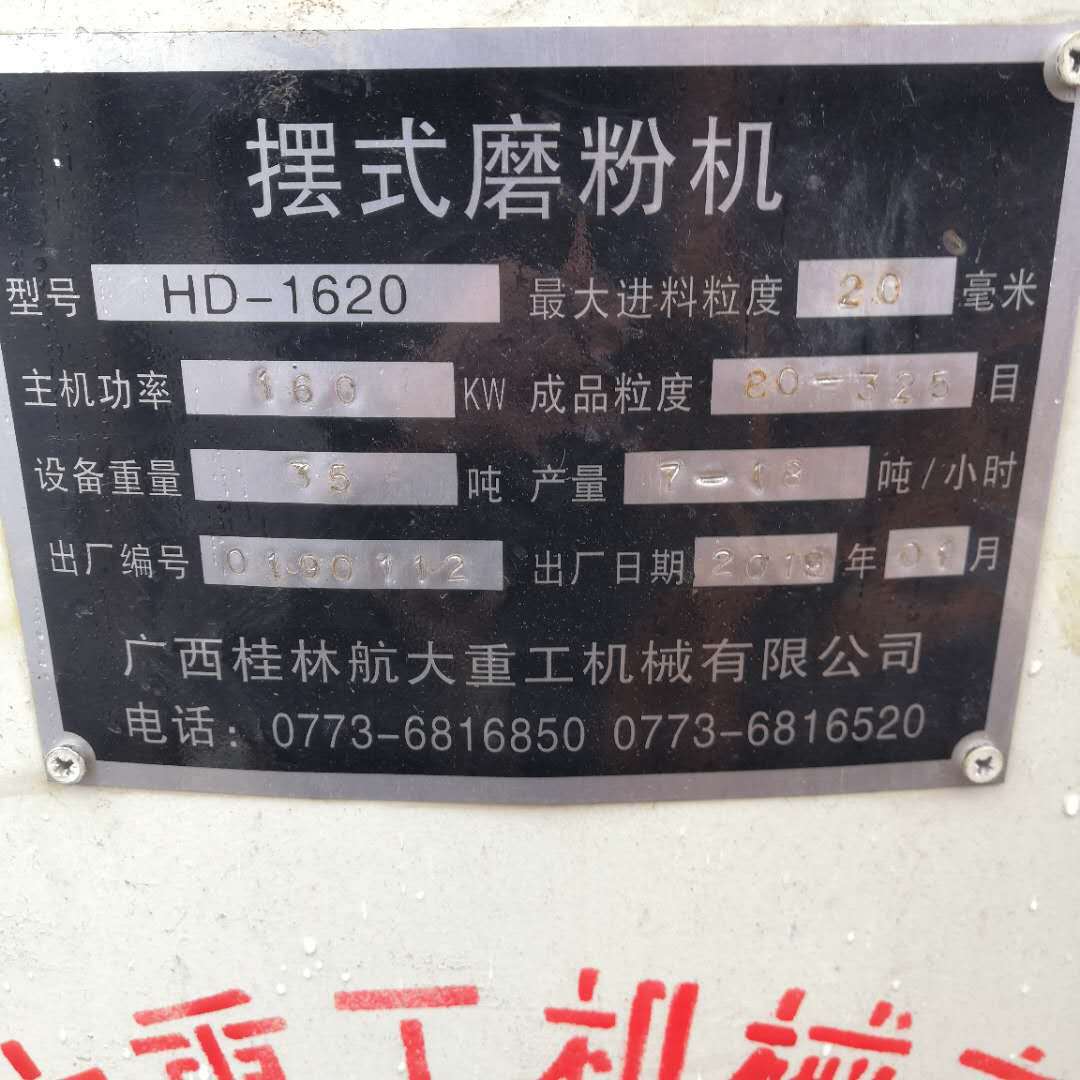 摆式磨粉机
型号 HD-1620 最大进料粒度 20 毫米
主机功率 160 KW 成品粒度 80-325 目
设备重量 35 吨 产量 7-18 吨/小时
出厂编号 0190112 出厂日期 2019 年 01 月
广西桂林航大重工机械有限公司
电话：0773-6816850 0773-6816520
重工机械